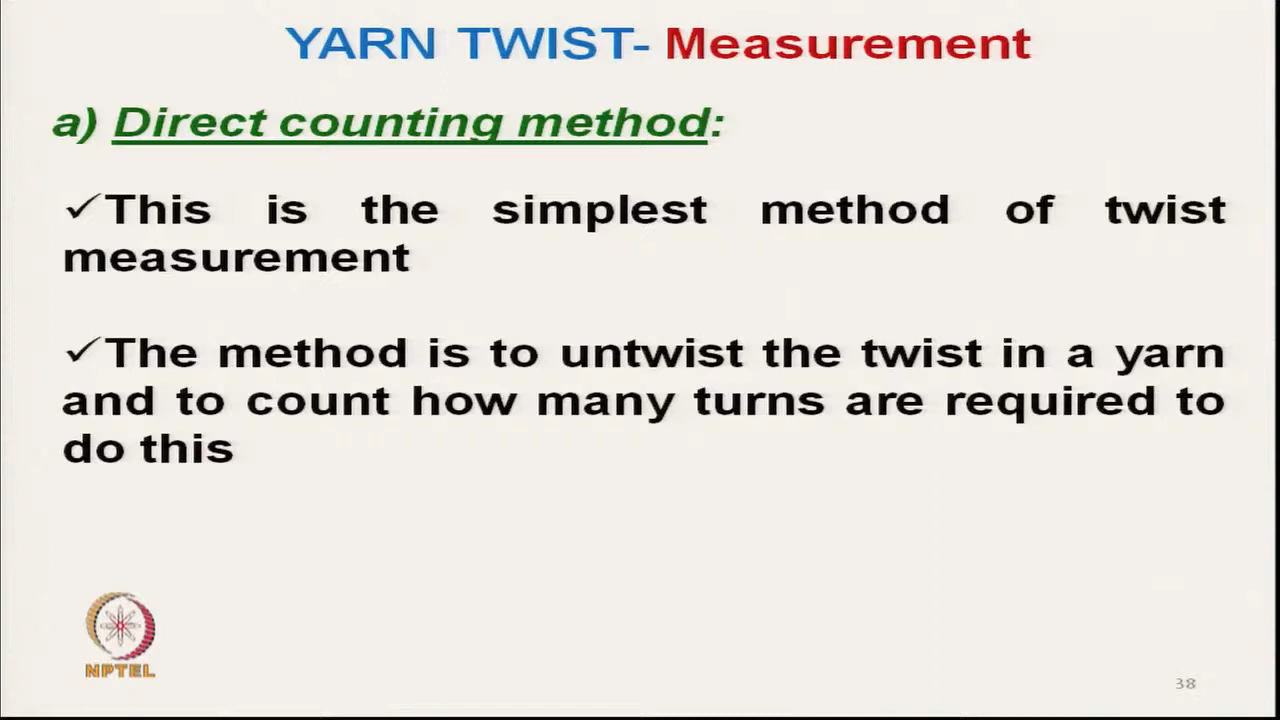 YARN TWIST- Measurement
a) Direct counting method:
✓This is the simplest method of twist
measurement
✓The method is to untwist the twist in a yarn
and to count how many turns are required to
do this
NPTEL
38